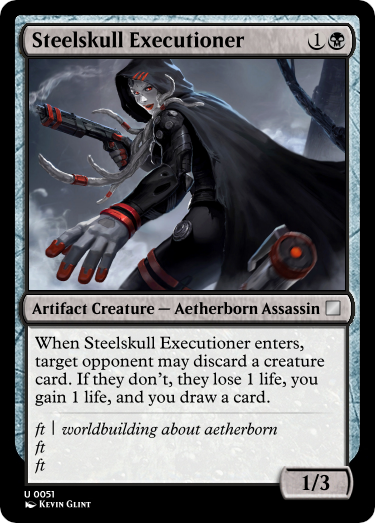 Steelskull Executioner 1
Artifact Creature — Aetherborn Assassin
When Steelskull Executioner enters,
target opponent may discard a creature
card. If they don't, they lose 1 life, you
gain 1 life, and you draw a card.
ft | worldbuilding about aetherborn
ft
ft
1/3
U 0051
Kevin Glint